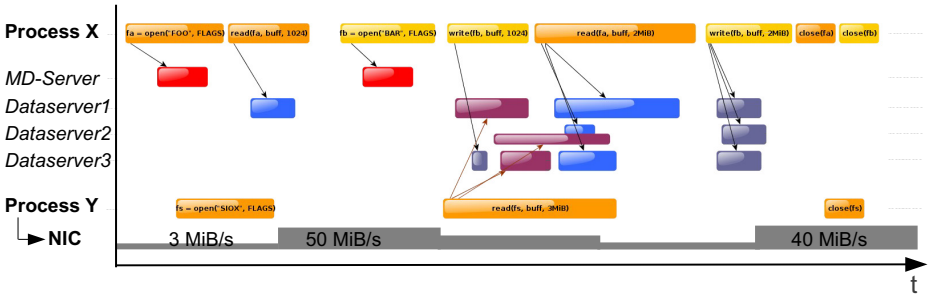 Process X fa = open("FOO", FLAGS) read(fa, buff, 1024) fb = open("BAR", FLAGS) write(fb, buff, 1024) read(fa, buff, 2MiB) write(fb, buff, 2MiB) close(fa) close(fb)
MD-Server
Dataserver1
Dataserver2
Dataserver3
Process Y fs = open("SIOX", FLAGS) read(fs, buff, 3MiB) close(fs)
NIC 3 MiB/s 50 MiB/s 40 MiB/s
t